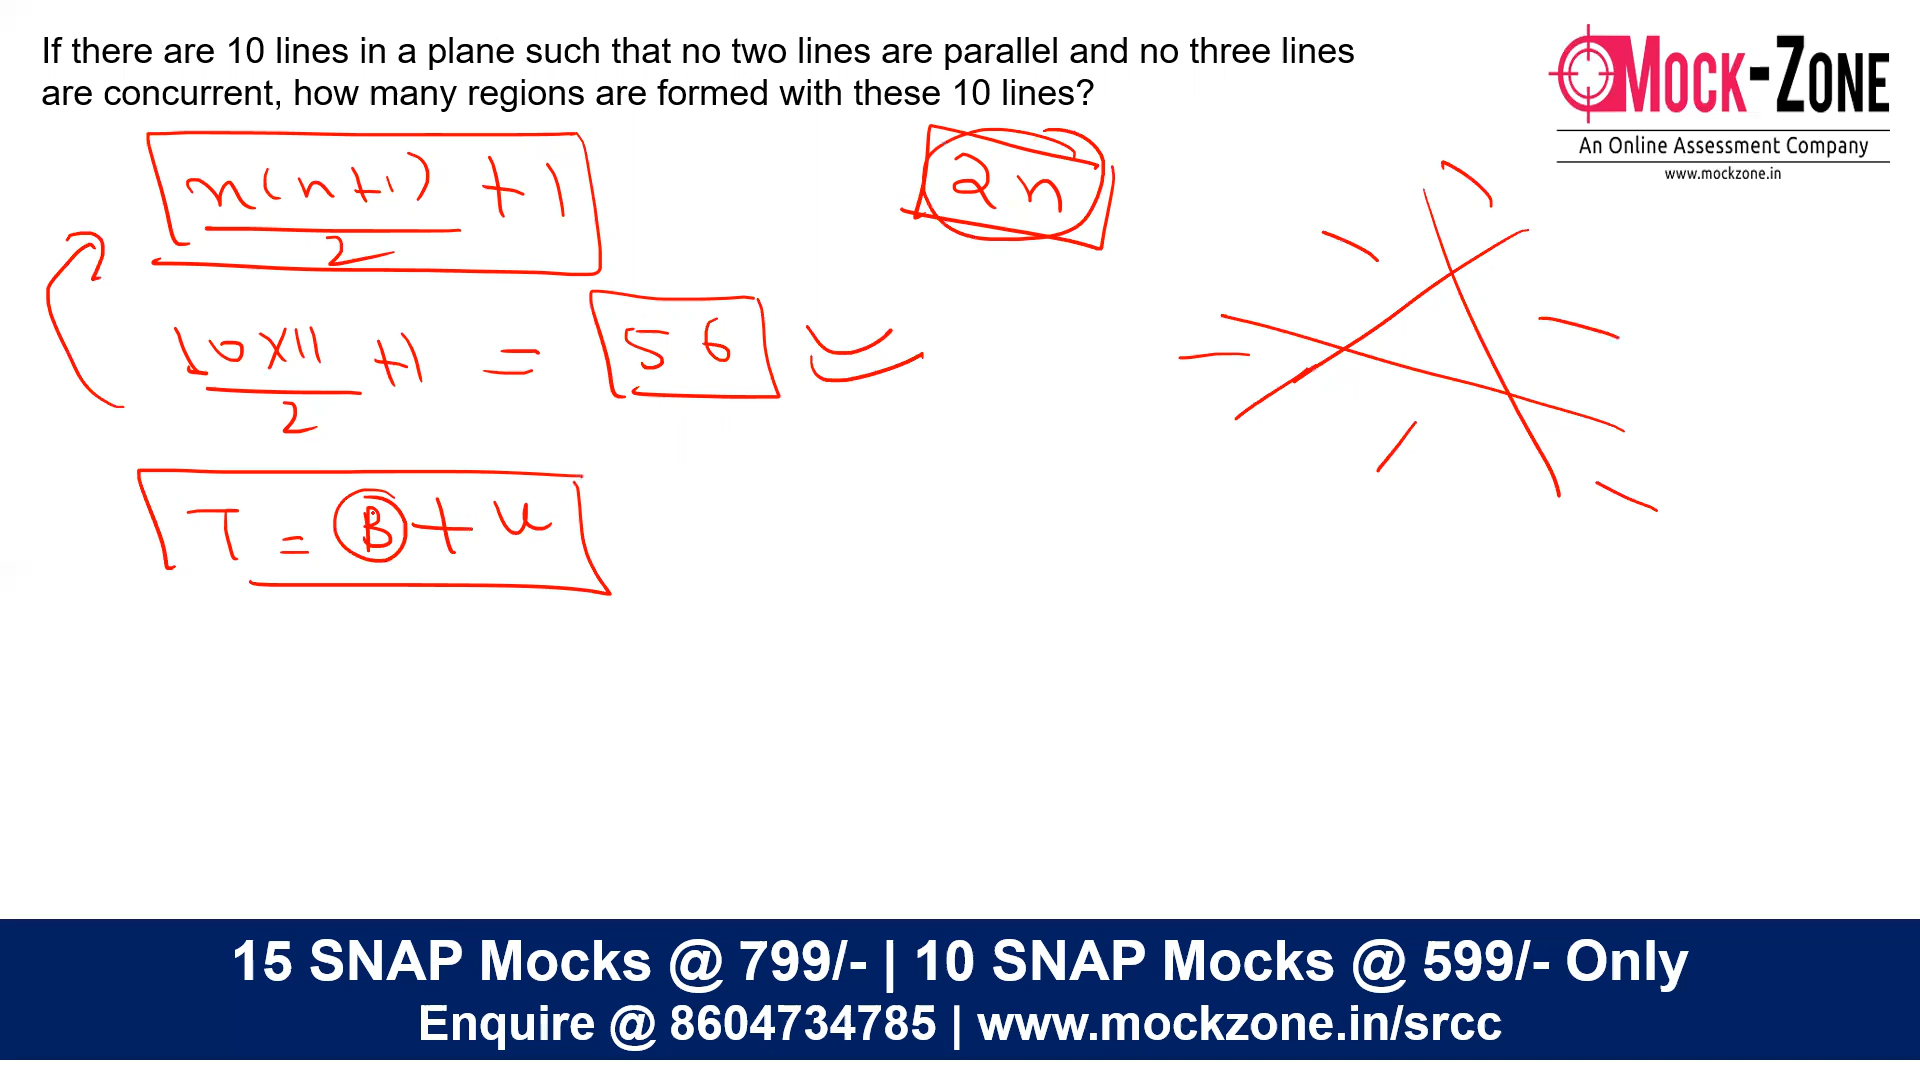 If there are 10 lines in a plane such that no two lines are parallel and no three lines
are concurrent, how many regions are formed with these 10 lines?
MOCK-ZONE
An Online Assessment Company
www.mockzone.in
n(n+1)/2 + 1
2n
10x11/2 +1 = 56
T = B + u
15 SNAP Mocks @ 799/- | 10 SNAP Mocks @ 599/- Only
Enquire @ 8604734785 | www.mockzone.in/srcc